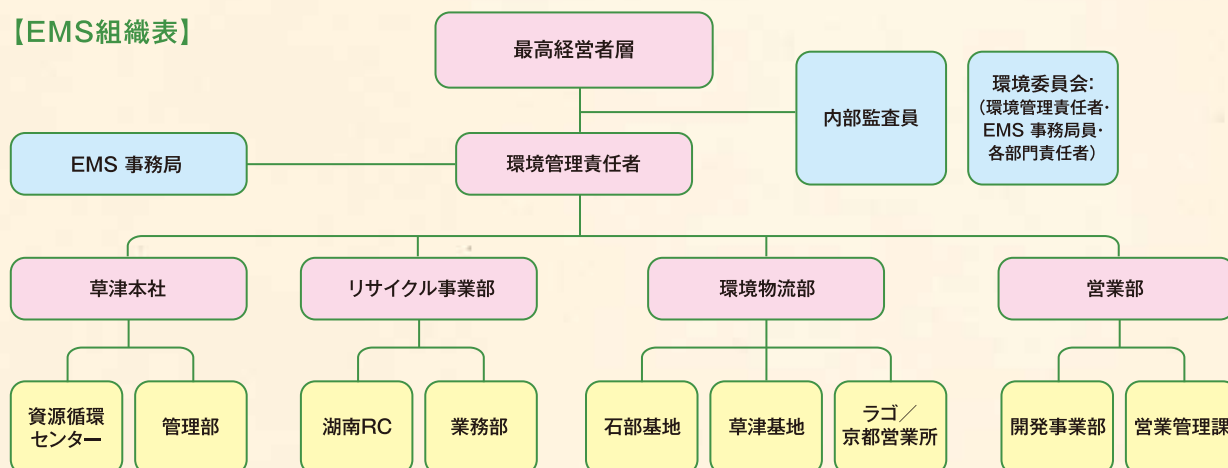 【EMS組織表】
最高経営者層
内部監査員
環境委員会：
（環境管理責任者・
EMS 事務局員・
各部門責任者）
EMS 事務局
環境管理責任者
草津本社
リサイクル事業部
環境物流部
営業部
資源循環
センター
管理部
湖南RC
業務部
石部基地
草津基地
ラゴ／
京都営業所
開発事業部
営業管理課